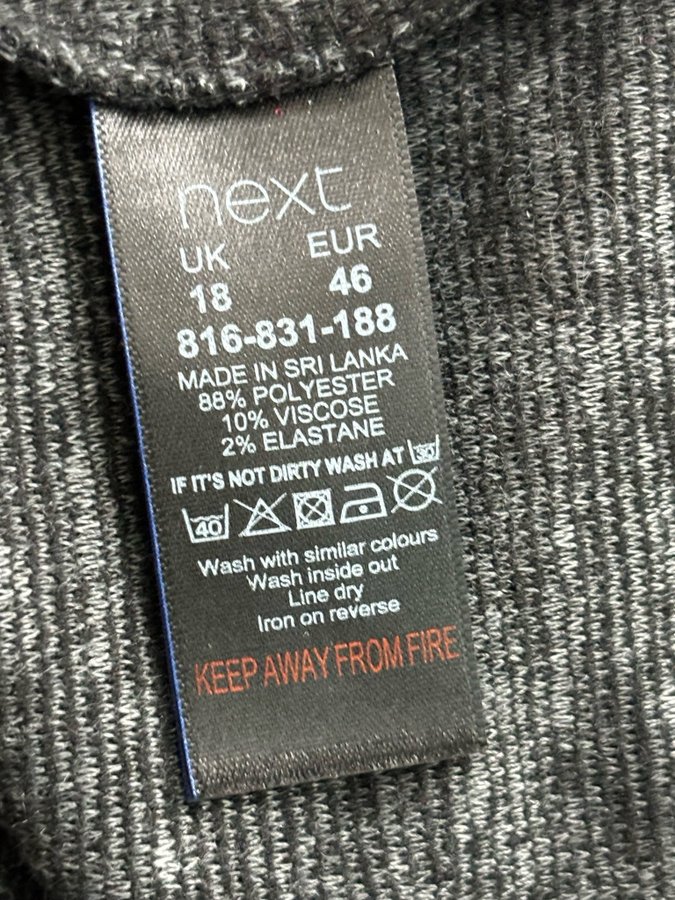 next
UK EUR
18 46
816-831-188
MADE IN SRI LANKA
88% POLYESTER
10% VISCOSE
2% ELASTANE
IF IT'S NOT DIRTY WASH AT 30
40
Wash with similar colours
Wash inside out
Line dry
Iron on reverse
KEEP AWAY FROM FIRE